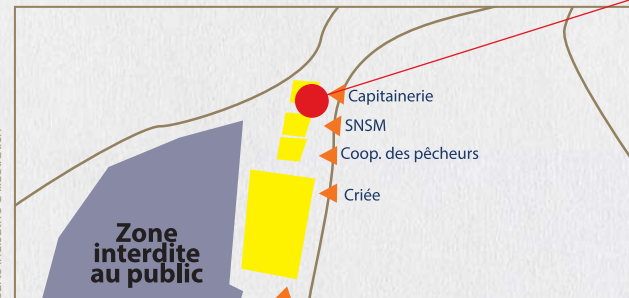 Capitainerie
SNSM
Coop. des pêcheurs
Criée
Zone
interdite
au public